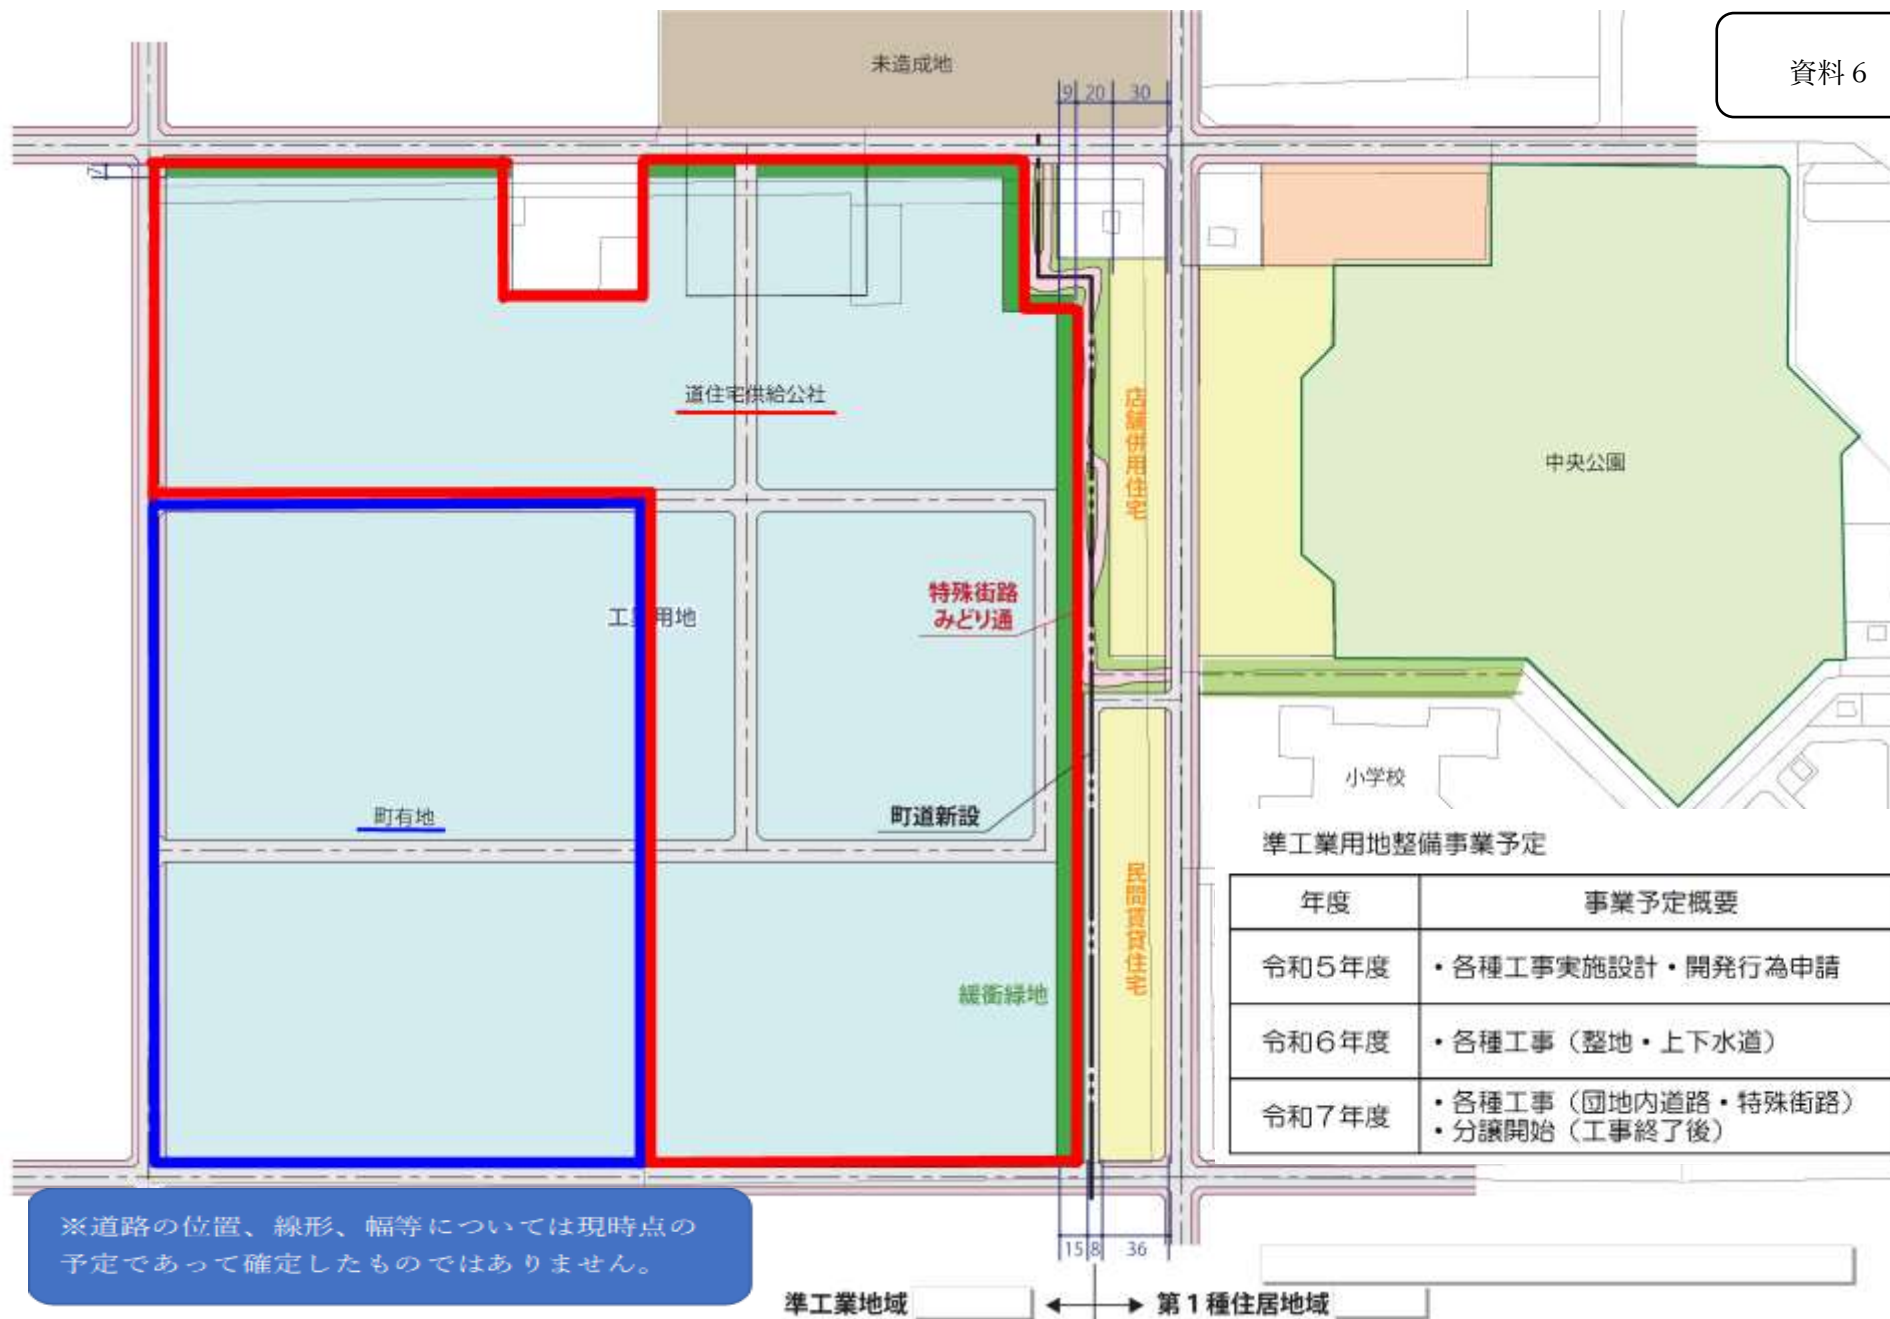 資料6
未造成地
9 20 30
7
道住宅供給公社
店舗併用住宅
中央公園
特殊街路
みどり通
工業用地
小学校
町有地
町道新設
民間賃貸住宅
緩衝緑地
準工業用地整備事業予定
年度 事業予定概要
令和5年度 ・各種工事実施設計・開発行為申請
令和6年度 ・各種工事（整地・上下水道）
令和7年度 ・各種工事（団地内道路・特殊街路）
・分譲開始（工事終了後）
※道路の位置、線形、幅等については現時点の
予定であって確定したものではありません。
15 8 36
準工業地域 第1種住居地域